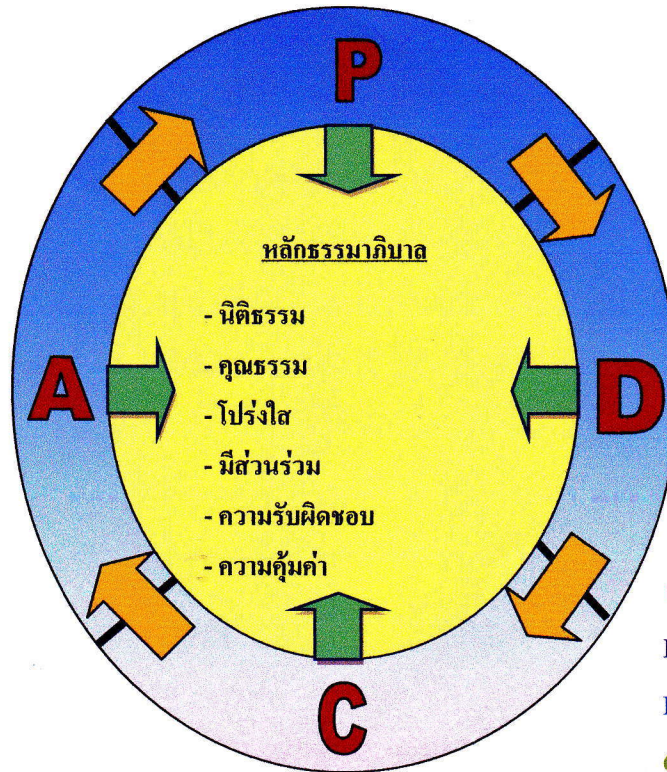 P
หลักธรรมาภิบาล
- นิติธรรม
- คุณธรรม
A
D
- โปร่งใส
- มีส่วนร่วม
- ความรับผิดชอบ
- ความคุ้มค่า
C